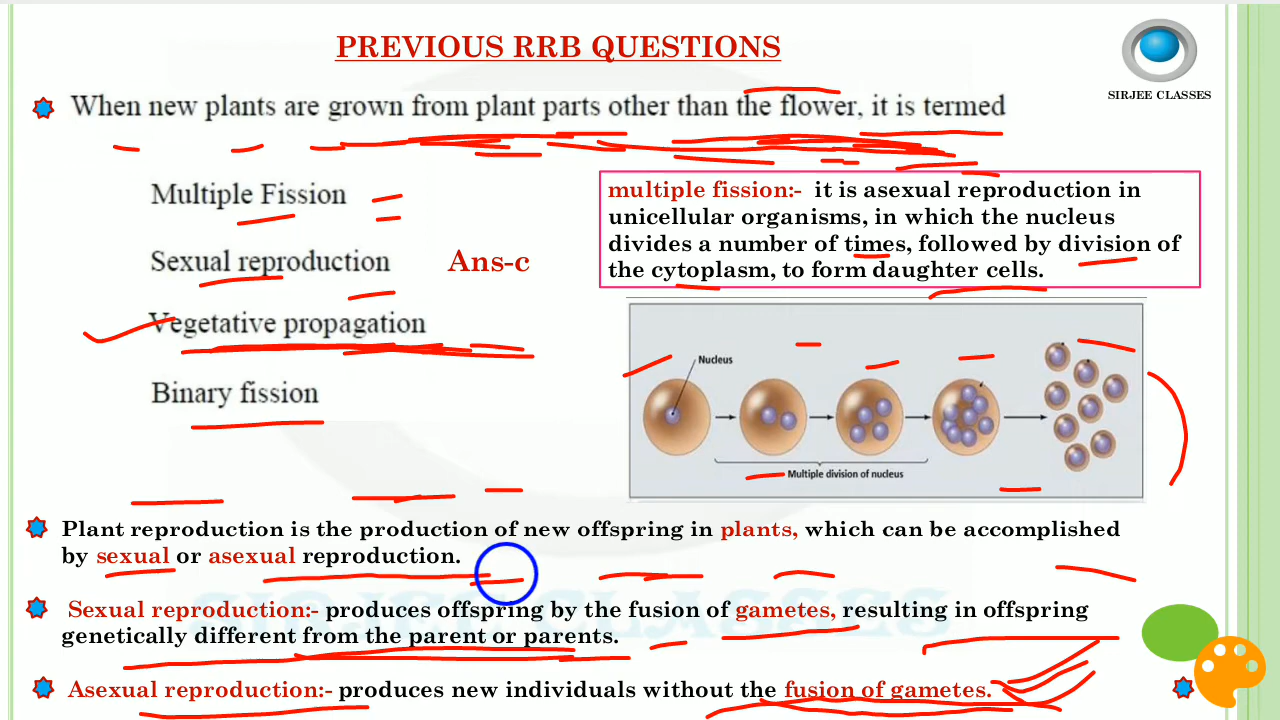 PREVIOUS RRB QUESTIONS
SIRJEE CLASSES
When new plants are grown from plant parts other than the flower, it is termed
Multiple Fission
Sexual reproduction
Ans-c
Vegetative propagation
Binary fission
multiple fission:- it is asexual reproduction in
unicellular organisms, in which the nucleus
divides a number of times, followed by division of
the cytoplasm, to form daughter cells.
Nucleus
Multiple division of nucleus
Plant reproduction is the production of new offspring in plants, which can be accomplished
by sexual or asexual reproduction.
SIRJEE CLASSES
Sexual reproduction:- produces offspring by the fusion of gametes, resulting in offspring
genetically different from the parent or parents.
Asexual reproduction:- produces new individuals without the fusion of gametes.